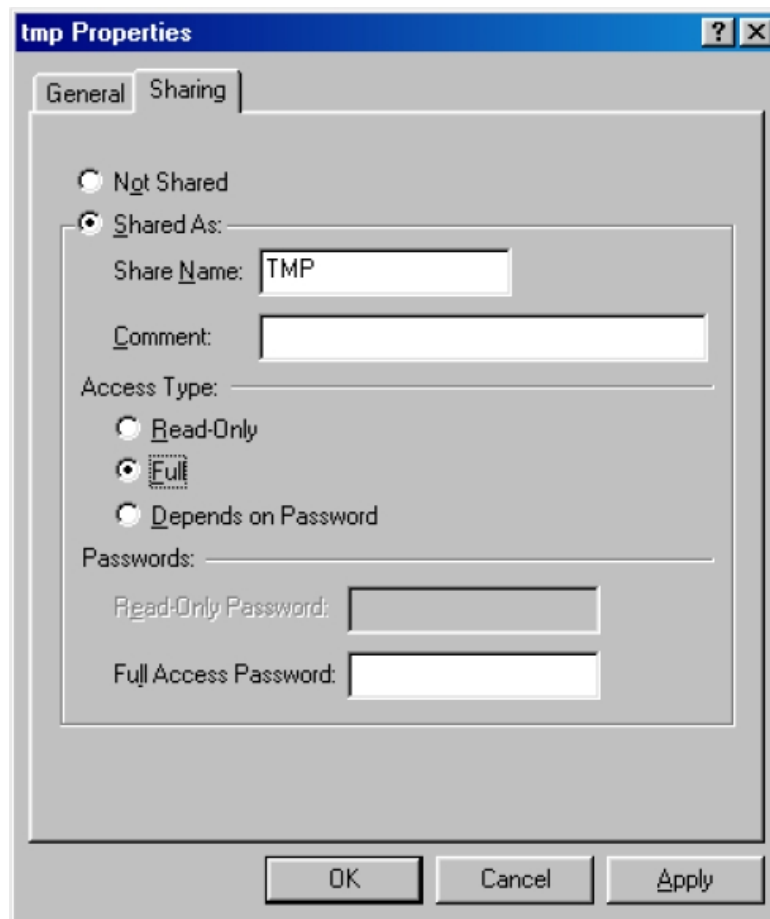 tmp Properties
General Sharing
Not Shared
Shared As:
Share Name: TMP
Comment:
Access Type:
Read-Only
Full
Depends on Password
Passwords:
Read-Only Password:
Full Access Password:
OK Cancel Apply